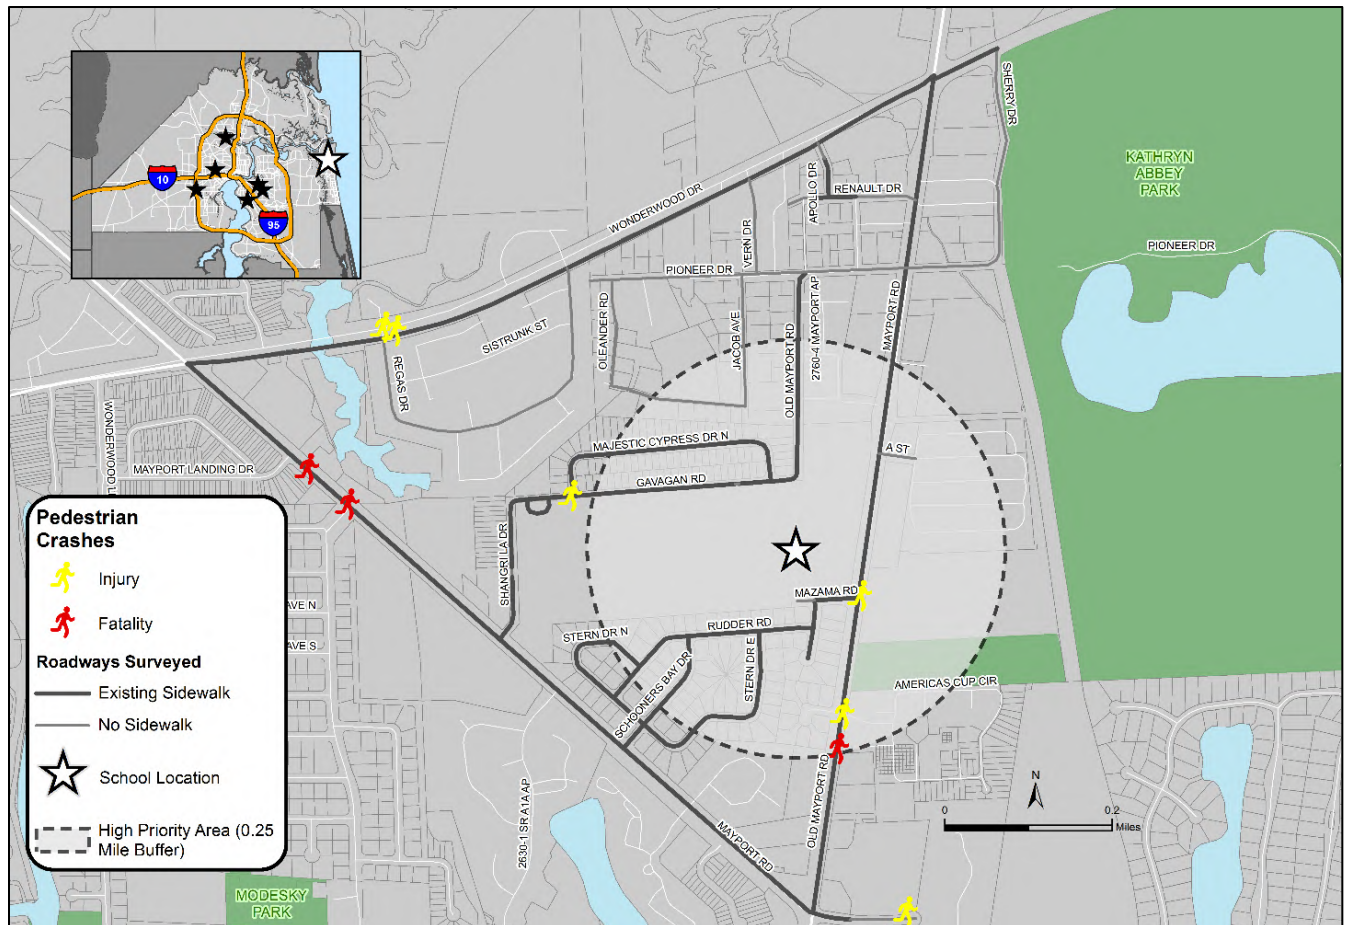 10
95
SHERRY DR
KATHRYN
ABBEY
PARK
PIONEER DR
WONDERWOOD DR
APOLLO DR
RENAULT DR
VERN DR
PIONEER DR
MAYPORT RD
2760-4 MAYPORT AP
OLD MAYPORT RD
JACOB AVE
OLEANDER RD
SISTRUNK ST
REGAS DR
MAYPORT LANDING DR
MAJESTIC CYPRESS DR N
GAVAGAN RD
A ST
SHANGRI LA DR
MAZAMA RD
RUDDER RD
STERN DR N
STERN DR E
SCHOONERS BAY DR
AMERICAS CUP CIR
OLD MAYPORT RD
MAYPORT RD
2630-1 SR A1A AP
AVE N
AVE S
MODESKY
PARK
Pedestrian
Crashes
Injury
Fatality
Roadways Surveyed
Existing Sidewalk
No Sidewalk
School Location
High Priority Area (0.25
Mile Buffer)
N
0
0.2
Miles